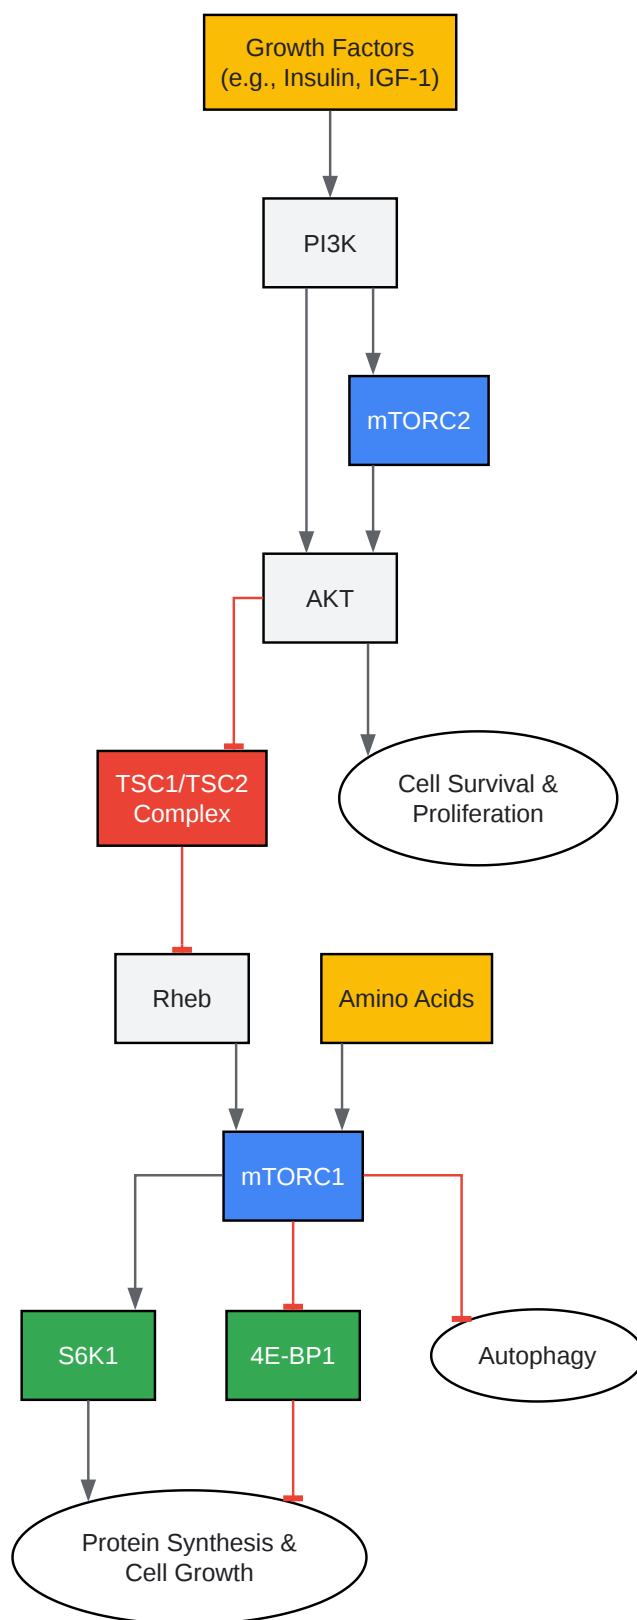 Growth Factors
(e.g., Insulin, IGF-1)
PI3K
mTORC2
AKT
TSC1/TSC2
Complex
Cell Survival &
Proliferation
Rheb
Amino Acids
mTORC1
S6K1
4E-BP1
Autophagy
Protein Synthesis &
Cell Growth